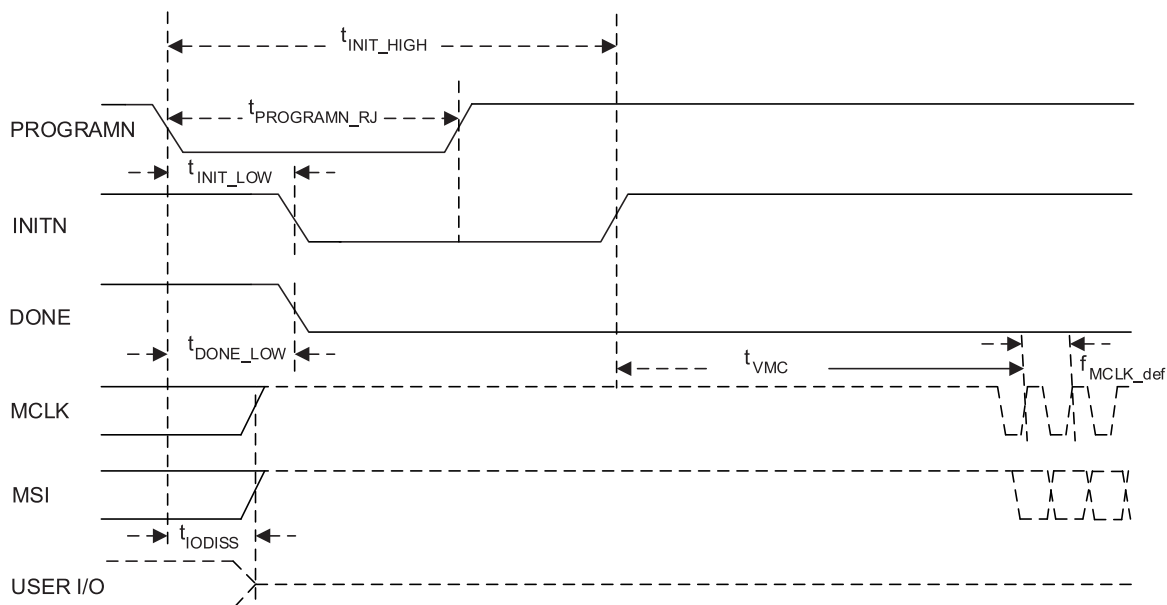 tINIT_HIGH
tPROGRAMN_RJ
PROGRAMN
tINIT_LOW
INITN
DONE
tDONE_LOW
tVMC
fMCLK_def
MCLK
MSI
tIODISS
USER I/O